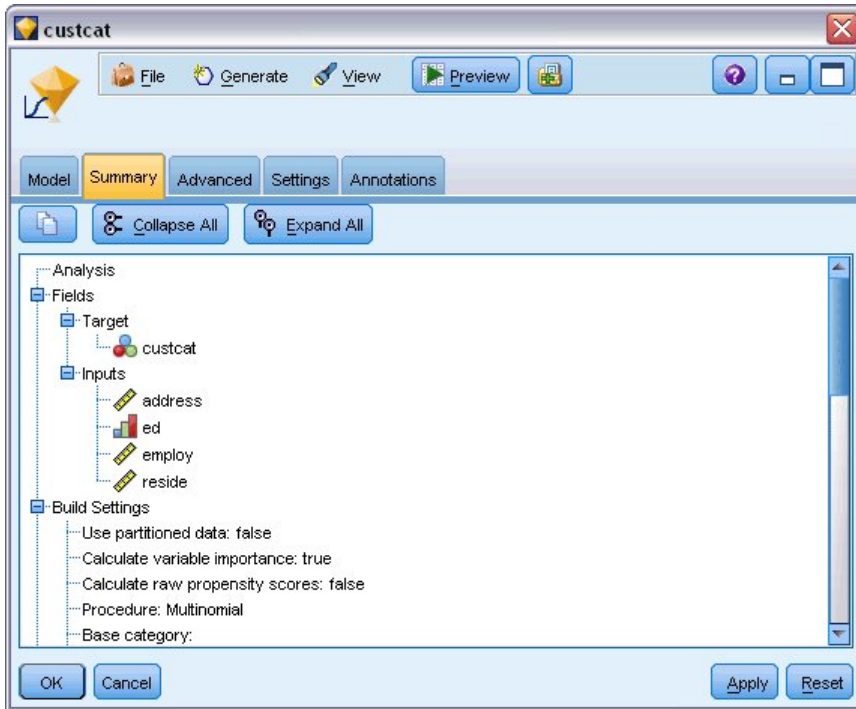 custcat
File Generate View Preview
Model Summary Advanced Settings Annotations
Collapse All Expand All
Analysis
Fields
Target
custcat
Inputs
address
ed
employ
reside
Build Settings
Use partitioned data: false
Calculate variable importance: true
Calculate raw propensity scores: false
Procedure: Multinomial
Base category:
OK Cancel Apply Reset